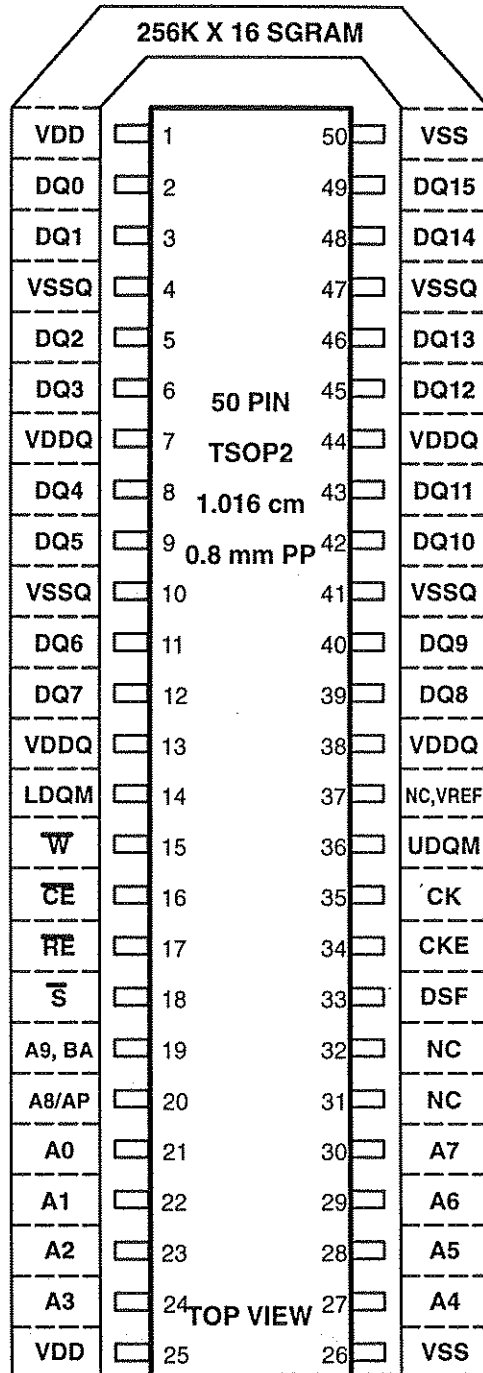 256K X 16 SGRAM
VDD 1 50 VSS
DQ0 2 49 DQ15
DQ1 3 48 DQ14
VSSQ 4 47 VSSQ
DQ2 5 46 DQ13
DQ3 6 45 DQ12
50 PIN
VDDQ 7 44 VDDQ
TSOP2
DQ4 8 43 DQ11
1.016 cm
DQ5 9 42 DQ10
0.8 mm PP
VSSQ 10 41 VSSQ
DQ6 11 40 DQ9
DQ7 12 39 DQ8
VDDQ 13 38 VDDQ
LDQM 14 37 NC,VREF
W̅ 15 36 UDQM
C̅E̅ 16 35 CK
R̅E̅ 17 34 CKE
S̅ 18 33 DSF
A9, BA 19 32 NC
A8/AP 20 31 NC
A0 21 30 A7
A1 22 29 A6
A2 23 28 A5
A3 24 TOP VIEW 27 A4
VDD 25 26 VSS